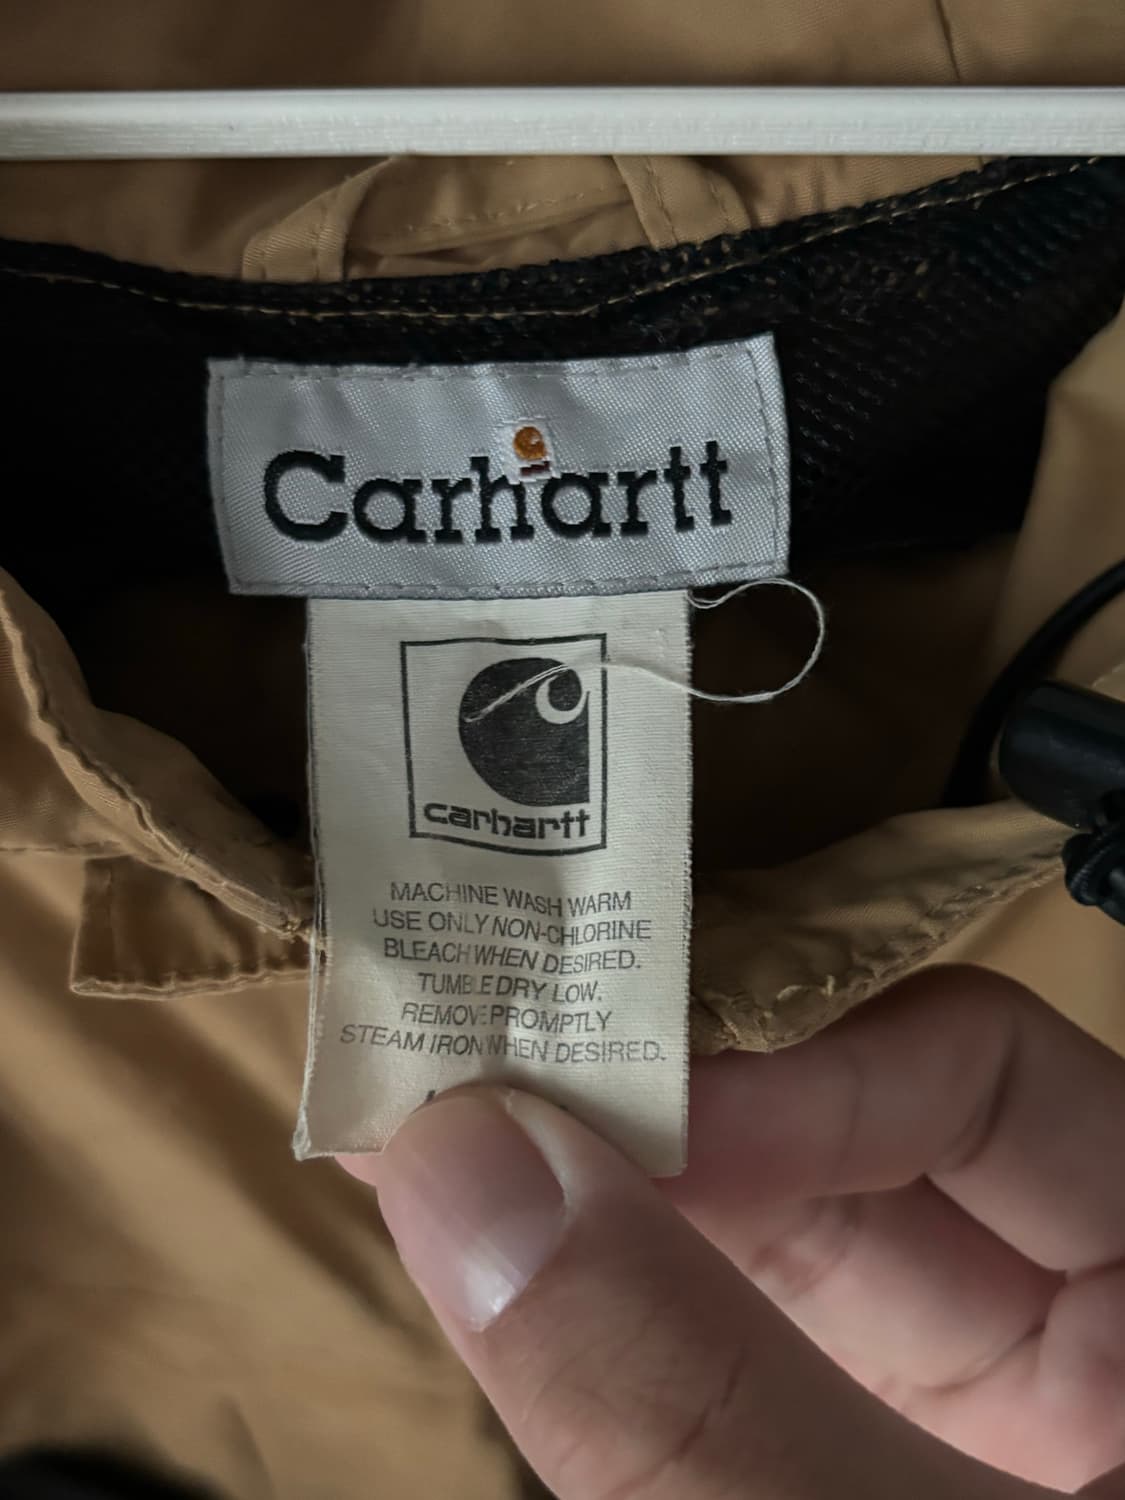 Carhartt
carhartt
MACHINE WASH WARM
USE ONLY NON-CHLORINE
BLEACH WHEN DESIRED.
TUMBLE DRY LOW.
REMOVE PROMPTLY
STEAM IRON WHEN DESIRED.